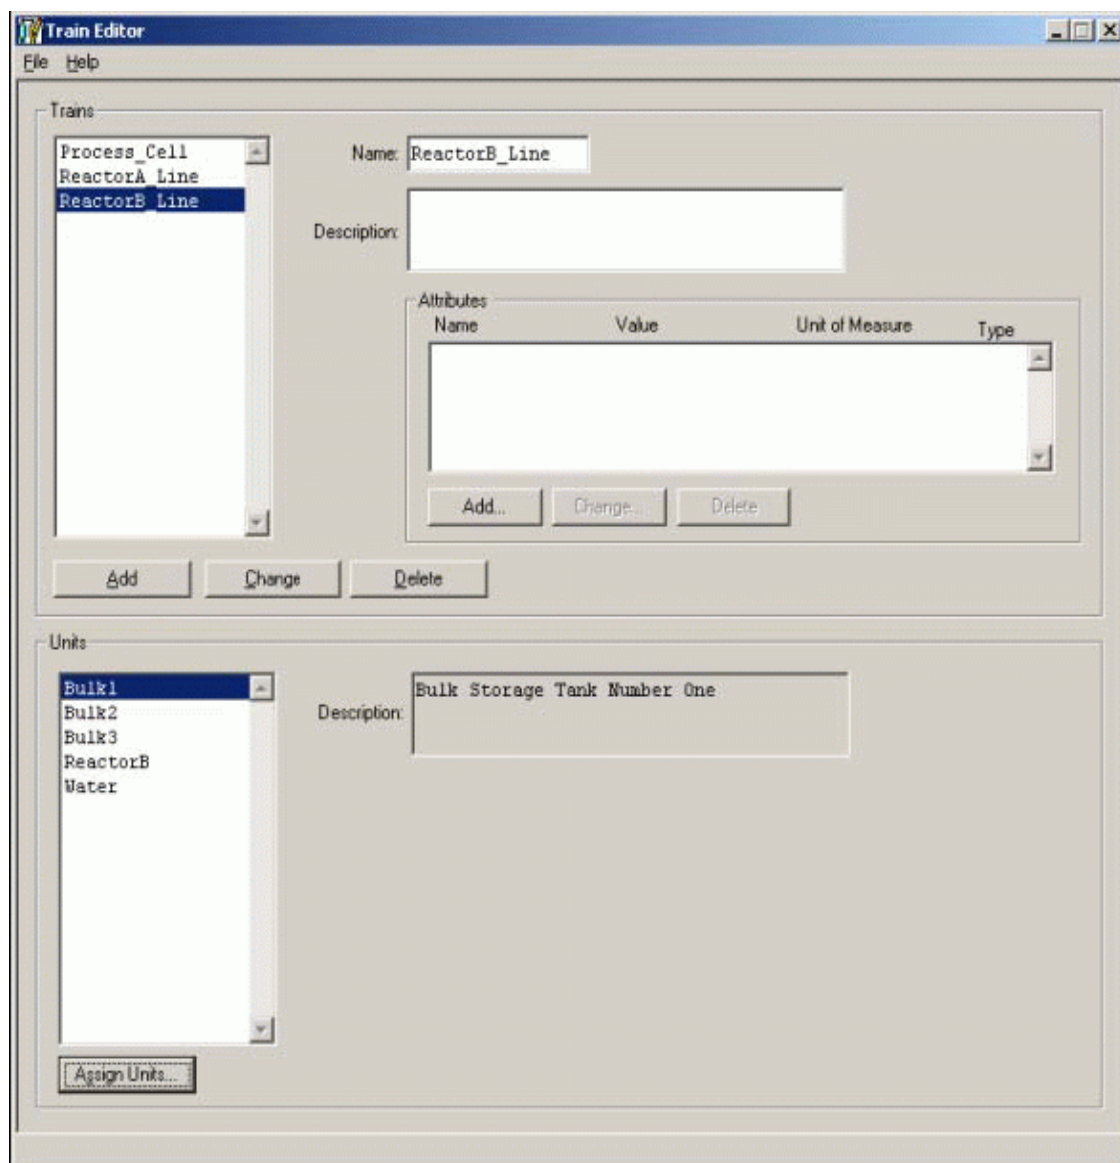 Train Editor
File Help
Trains
Process_Cell
ReactorA_Line
ReactorB_Line
Name: ReactorB_Line
Description:
Attributes
Name Value Unit of Measure Type
Add... Change... Delete
Add Change Delete
Units
Bulk1
Bulk2
Bulk3
ReactorB
Water
Description: Bulk Storage Tank Number One
Assign Units...